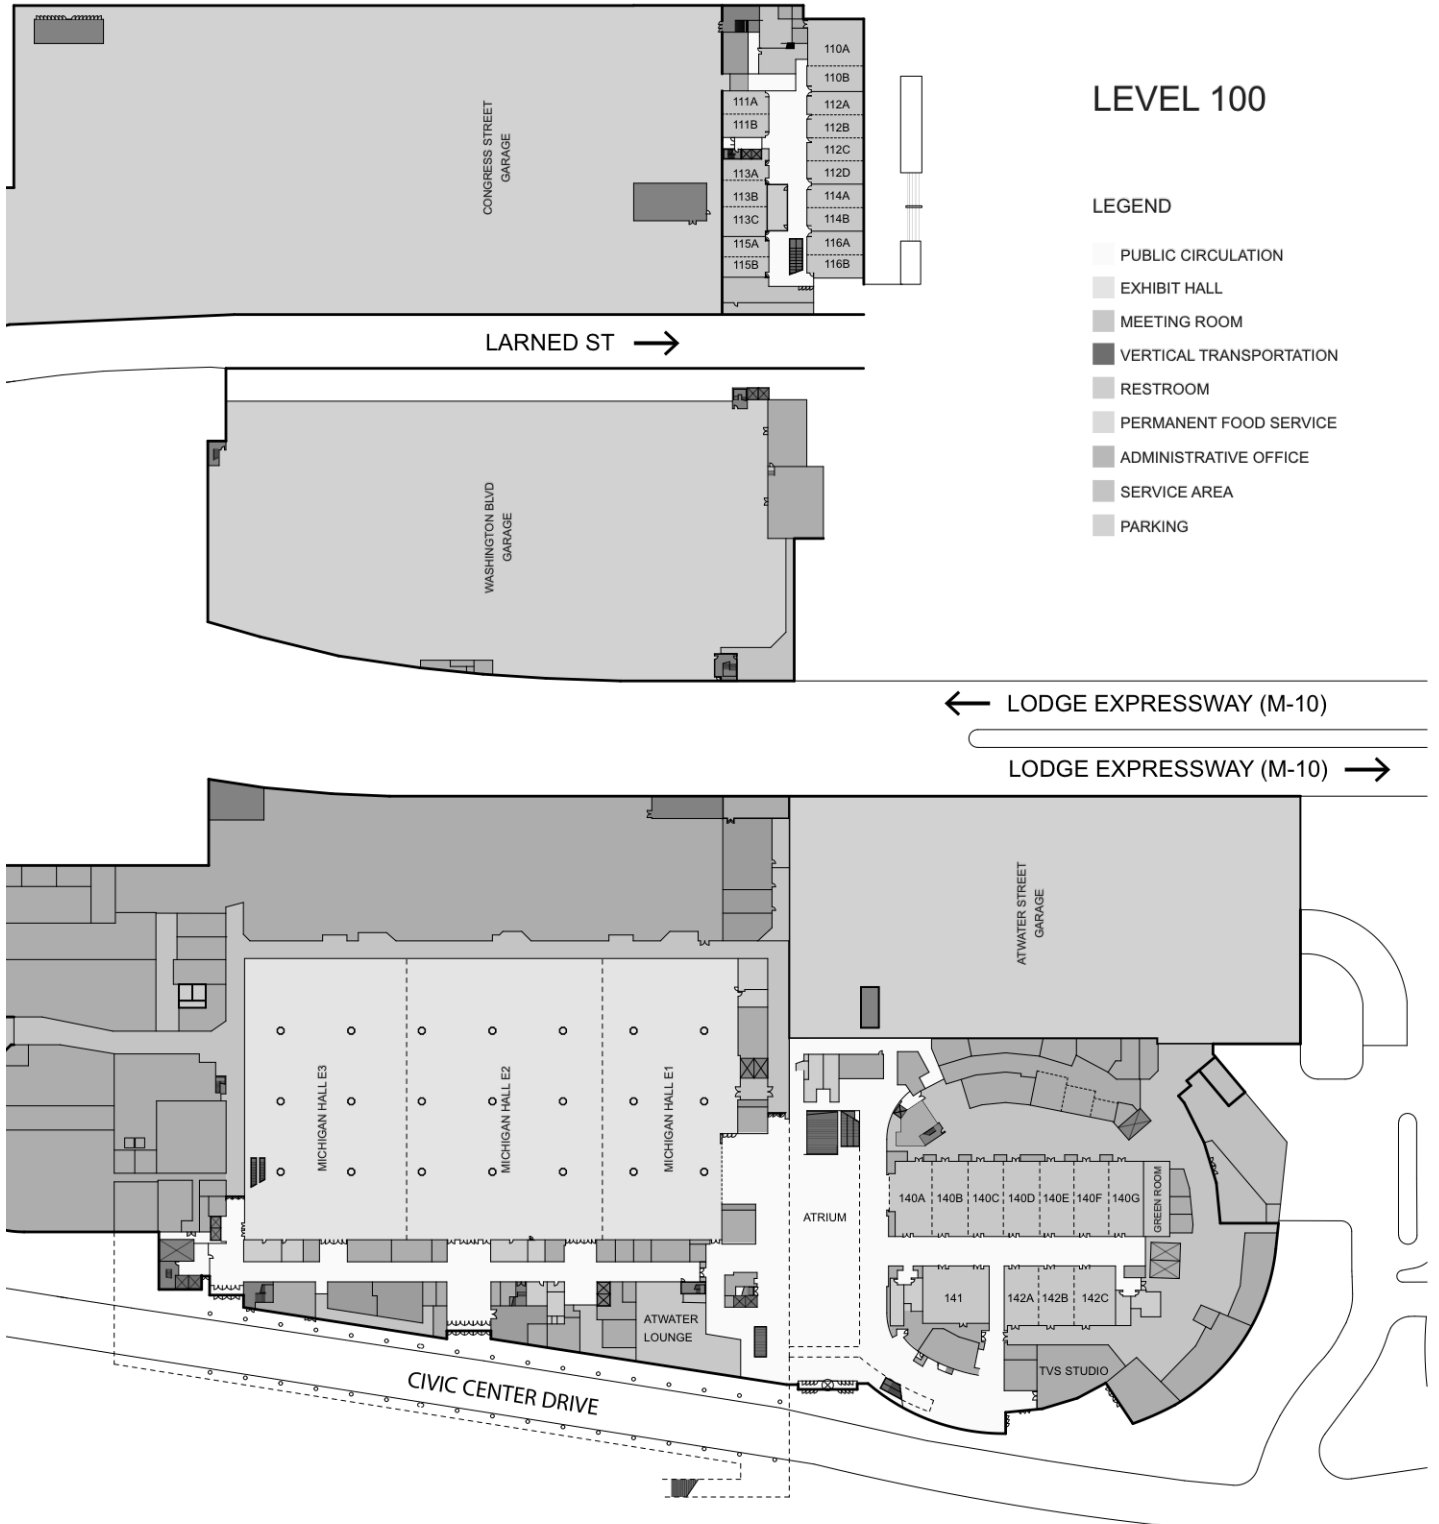 LEVEL 100
LEGEND
PUBLIC CIRCULATION
EXHIBIT HALL
MEETING ROOM
VERTICAL TRANSPORTATION
RESTROOM
PERMANENT FOOD SERVICE
ADMINISTRATIVE OFFICE
SERVICE AREA
PARKING
CONGRESS STREET
GARAGE
110A
110B
111A
111B
112A
112B
112C
112D
113A
113B
113C
114A
114B
115A
115B
116A
116B
LARNED ST
WASHINGTON BLVD
GARAGE
LODGE EXPRESSWAY (M-10)
LODGE EXPRESSWAY (M-10)
ATWATER STREET
GARAGE
MICHIGAN HALL E3
MICHIGAN HALL E2
MICHIGAN HALL E1
ATRIUM
140A
140B
140C
140D
140E
140F
140G
GREEN ROOM
141
142A
142B
142C
ATWATER
LOUNGE
TVS STUDIO
CIVIC CENTER DRIVE